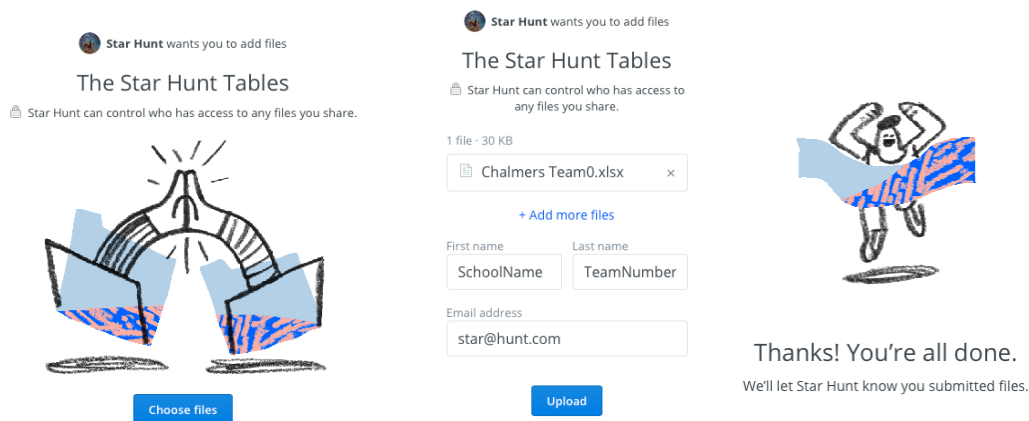 Star Hunt wants you to add files
The Star Hunt Tables
Star Hunt can control who has access to any files you share.
Choose files
Star Hunt wants you to add files
The Star Hunt Tables
Star Hunt can control who has access to
any files you share.
1 file · 30 KB
Chalmers Team0.xlsx ×
+ Add more files
First name Last name
SchoolName TeamNumber
Email address
star@hunt.com
Upload
Thanks! You’re all done.
We’ll let Star Hunt know you submitted files.